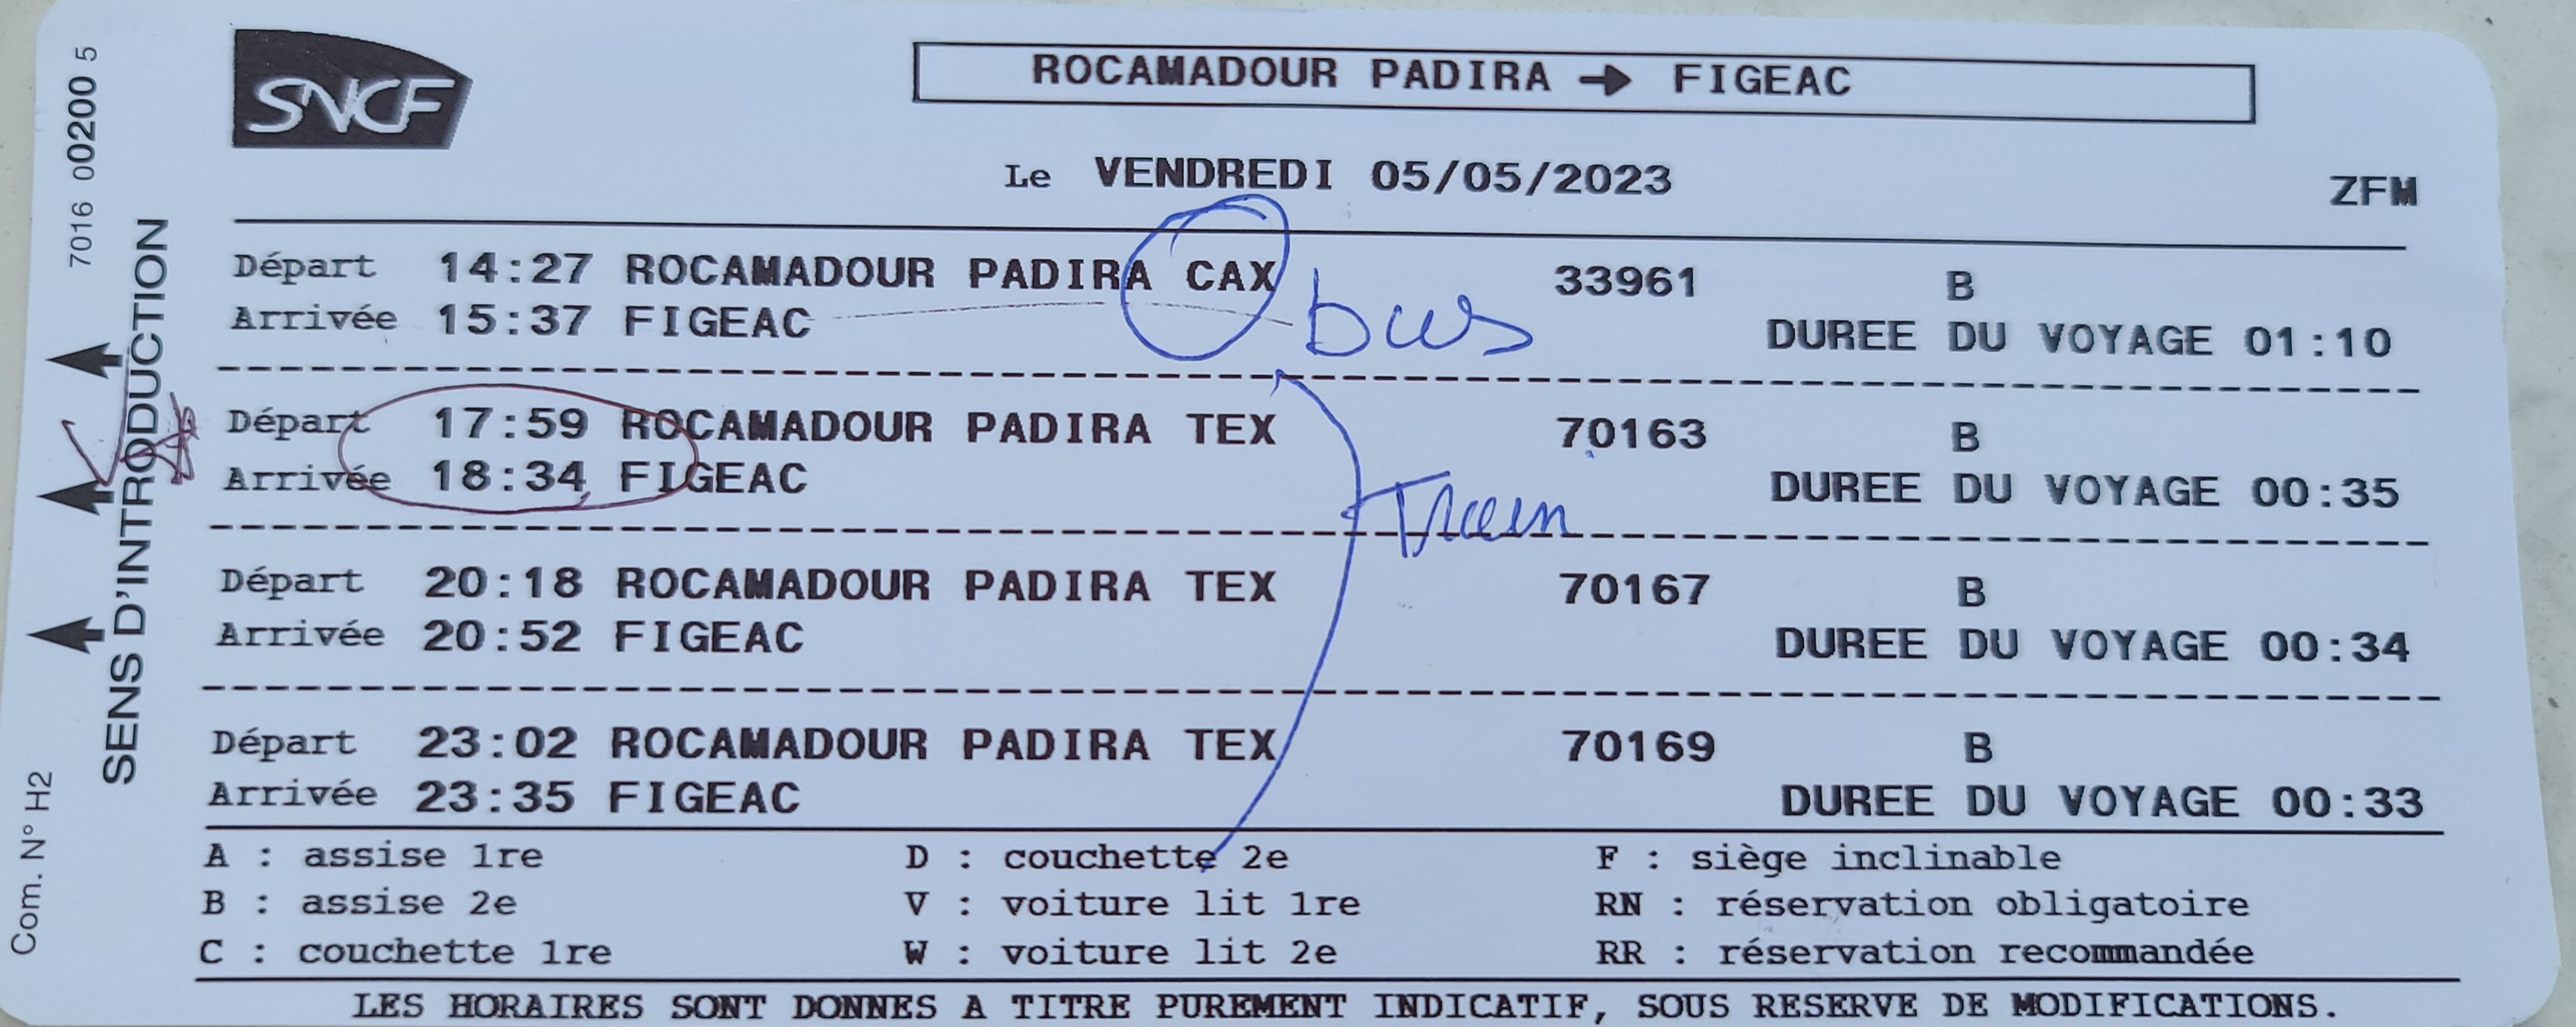 SNCF
ROCAMADOUR PADIRA → FIGEAC
Le VENDREDI 05/05/2023
ZFM
Départ 14:27 ROCAMADOUR PADIRA CAX 33961 B
Arrivée 15:37 FIGEAC DUREE DU VOYAGE 01:10
bus
Départ 17:59 ROCAMADOUR PADIRA TEX 70163 B
Arrivée 18:34 FIGEAC DUREE DU VOYAGE 00:35
Train
Départ 20:18 ROCAMADOUR PADIRA TEX 70167 B
Arrivée 20:52 FIGEAC DUREE DU VOYAGE 00:34
Départ 23:02 ROCAMADOUR PADIRA TEX 70169 B
Arrivée 23:35 FIGEAC DUREE DU VOYAGE 00:33
A : assise 1re D : couchette 2e F : siège inclinable
B : assise 2e V : voiture lit 1re RN : réservation obligatoire
C : couchette 1re W : voiture lit 2e RR : réservation recommandée
LES HORAIRES SONT DONNES A TITRE PUREMENT INDICATIF, SOUS RESERVE DE MODIFICATIONS.
7016 00200 5
SENS D'INTRODUCTION
Com. N° H2